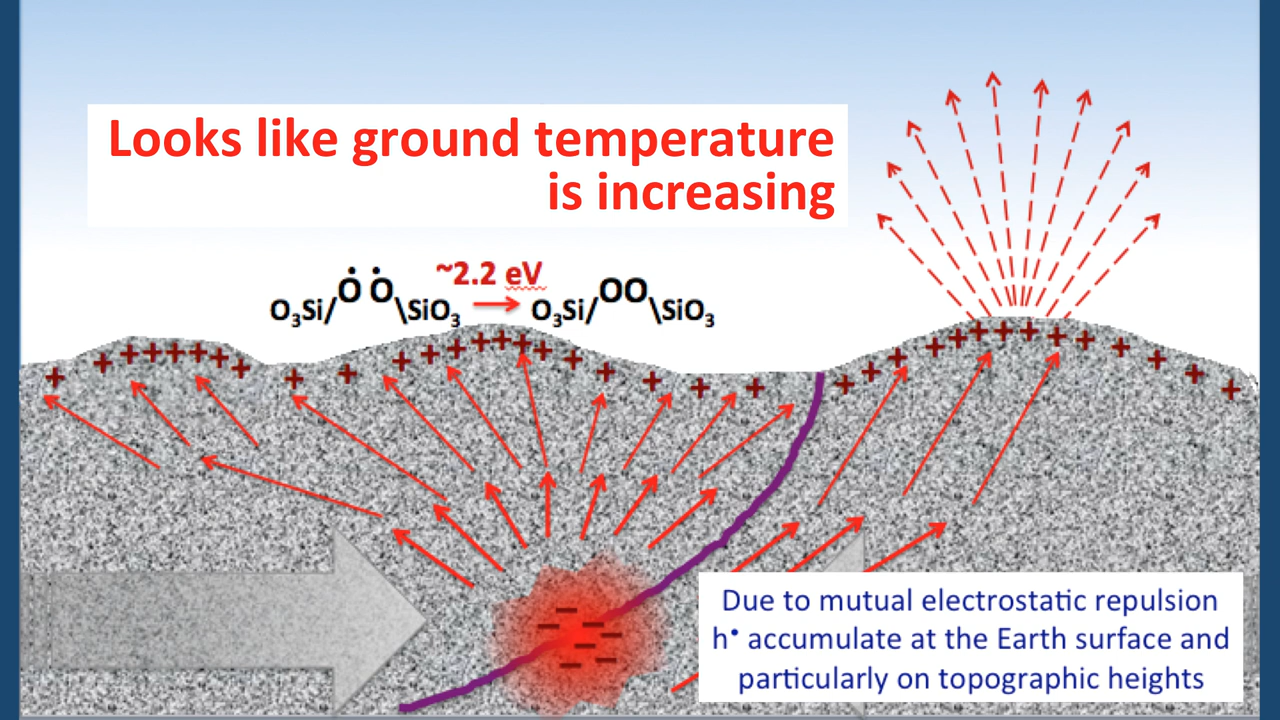 Looks like ground temperature
is increasing
O₃Si/Ȯ Ȯ\SiO₃ ~2.2 eV → O₃Si/OO\SiO₃
Due to mutual electrostatic repulsion
h• accumulate at the Earth surface and
particularly on topographic heights